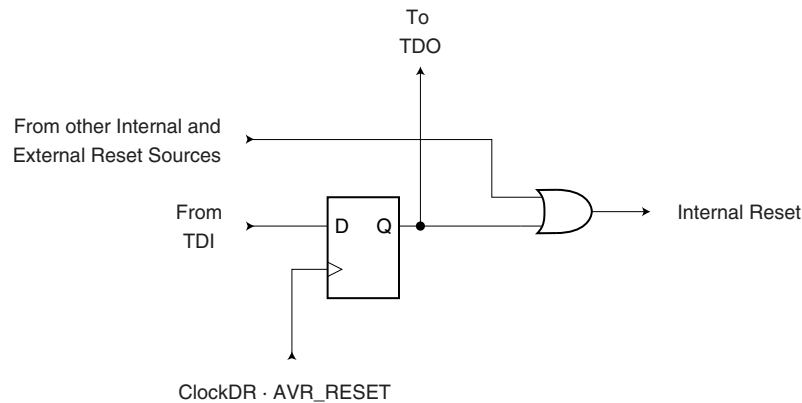 To
TDO
From other Internal and
External Reset Sources
From
TDI
D
Q
Internal Reset
ClockDR · AVR_RESET